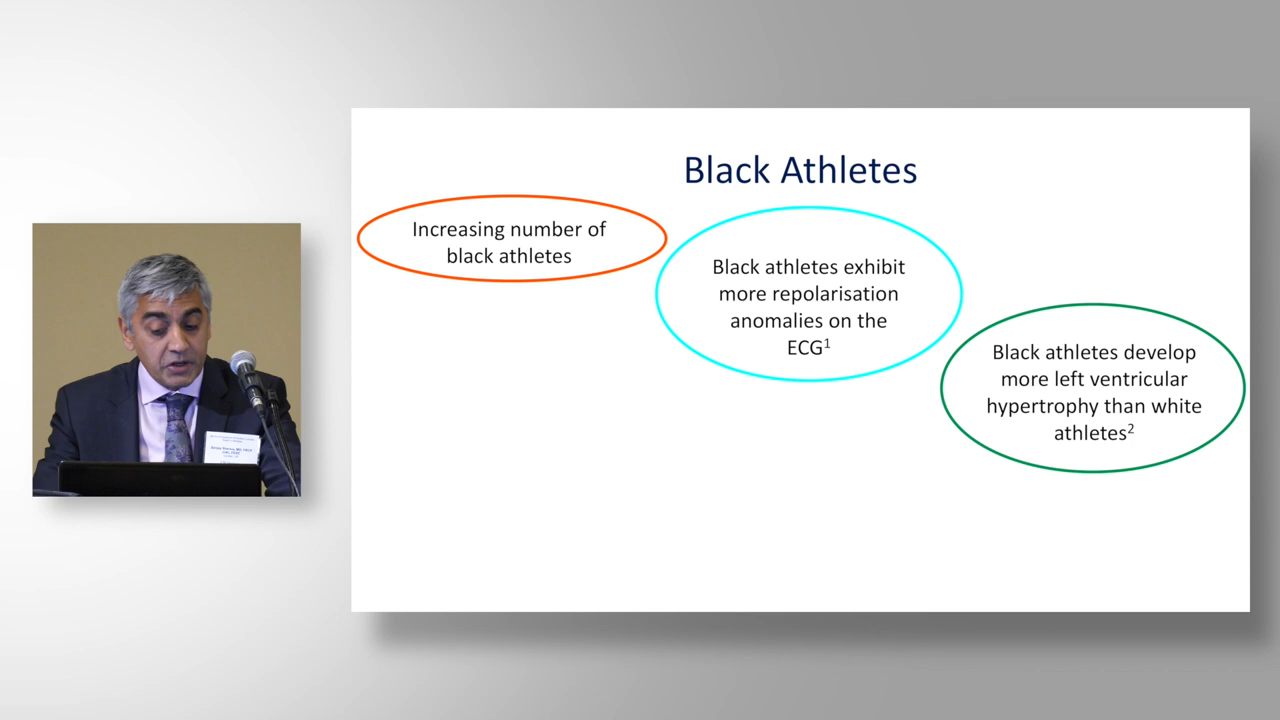 Black Athletes
Increasing number of
black athletes
Black athletes exhibit
more repolarisation
anomalies on the
ECG1
Black athletes develop
more left ventricular
hypertrophy than white
athletes2